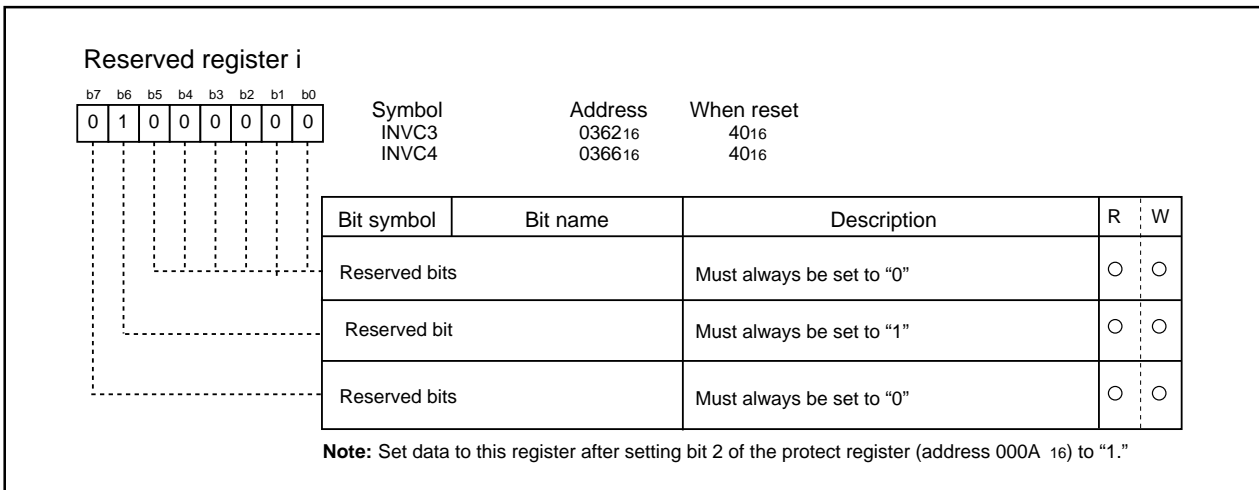 Reserved register i
b7 b6 b5 b4 b3 b2 b1 b0
0 1 0 0 0 0 0 0
Symbol Address When reset
INVC3 036216 4016
INVC4 036616 4016
Bit symbol Bit name Description R W
Reserved bits Must always be set to “0” ○ ○
Reserved bit Must always be set to “1” ○ ○
Reserved bits Must always be set to “0” ○ ○
Note: Set data to this register after setting bit 2 of the protect register (address 000A 16) to “1.”